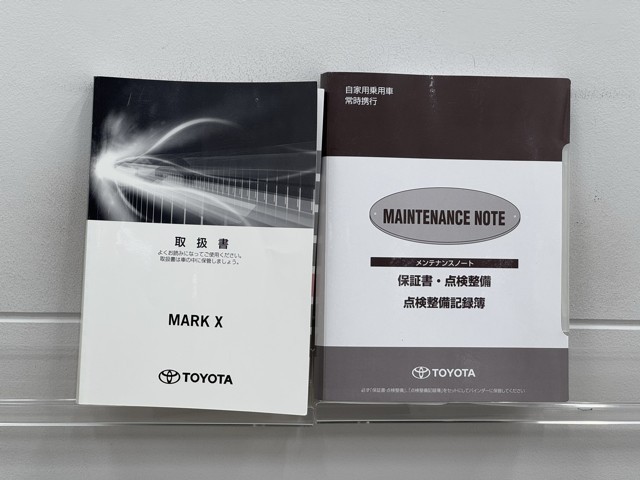 取扱書
よくお読みになってご使用ください。
取扱書は車の中に保管しましょう。
MARK X
TOYOTA
自家用乗用車
常時携行
MAINTENANCE NOTE
メンテナンスノート
保証書・点検整備
点検整備記録簿
TOYOTA